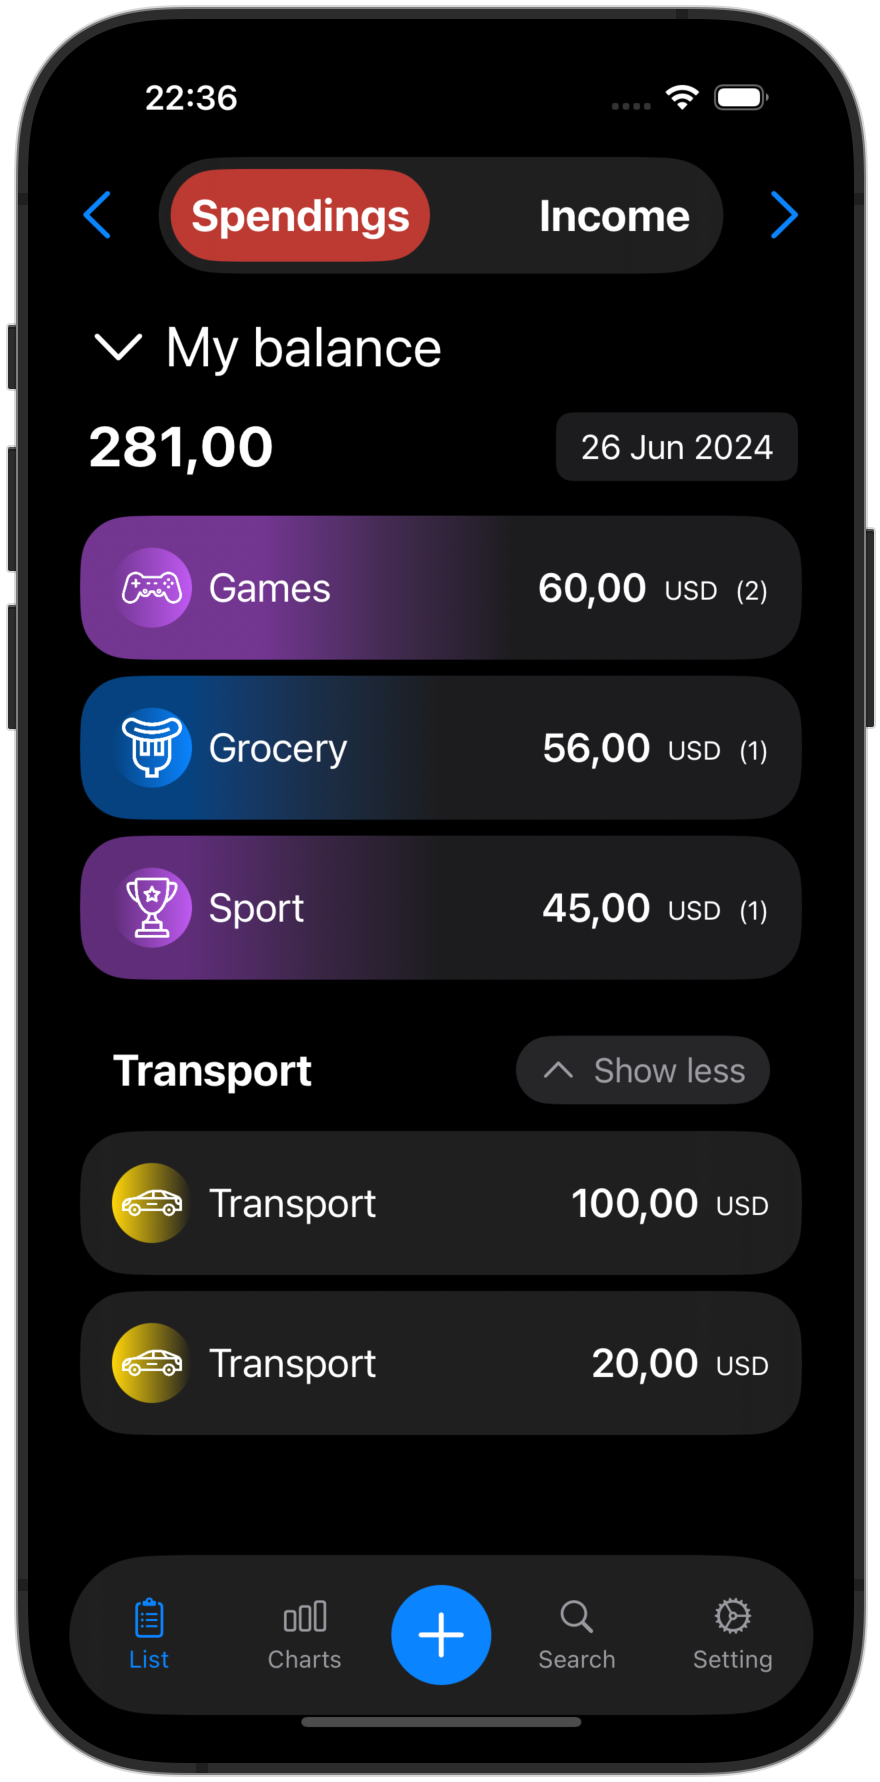 22:36
Spendings Income
My balance
281,00 26 Jun 2024
Games 60,00 USD (2)
Grocery 56,00 USD (1)
Sport 45,00 USD (1)
Transport Show less
Transport 100,00 USD
Transport 20,00 USD
List Charts Search Setting